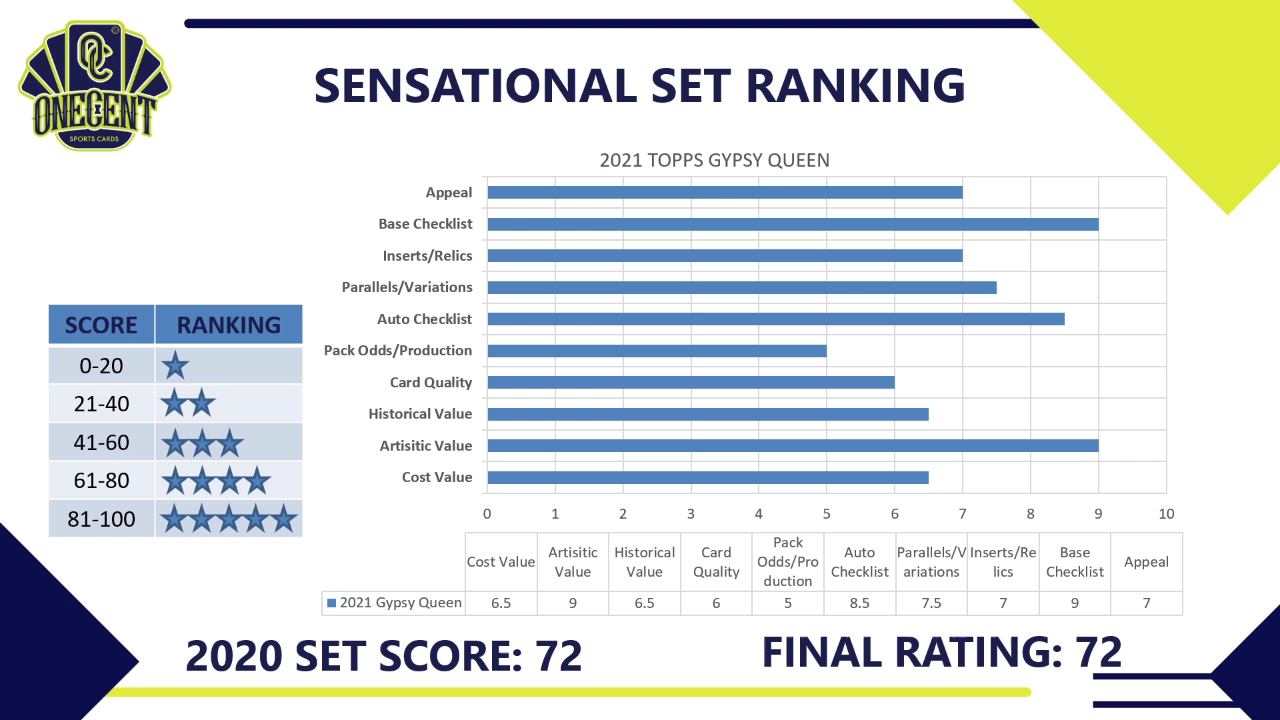 OC
ONECENT
SPORTS CARDS
SENSATIONAL SET RANKING
2021 TOPPS GYPSY QUEEN
Appeal
Base Checklist
Inserts/Relics
Parallels/Variations
Auto Checklist
Pack Odds/Production
Card Quality
Historical Value
Artisitic Value
Cost Value
0 1 2 3 4 5 6 7 8 9 10
SCORE RANKING
0-20
21-40
41-60
61-80
81-100
Cost Value
Artisitic
Value
Historical
Value
Card
Quality
Pack
Odds/Pro
duction
Auto
Checklist
Parallels/V
ariations
Inserts/Re
lics
Base
Checklist
Appeal
2021 Gypsy Queen 6.5 9 6.5 6 5 8.5 7.5 7 9 7
2020 SET SCORE: 72
FINAL RATING: 72